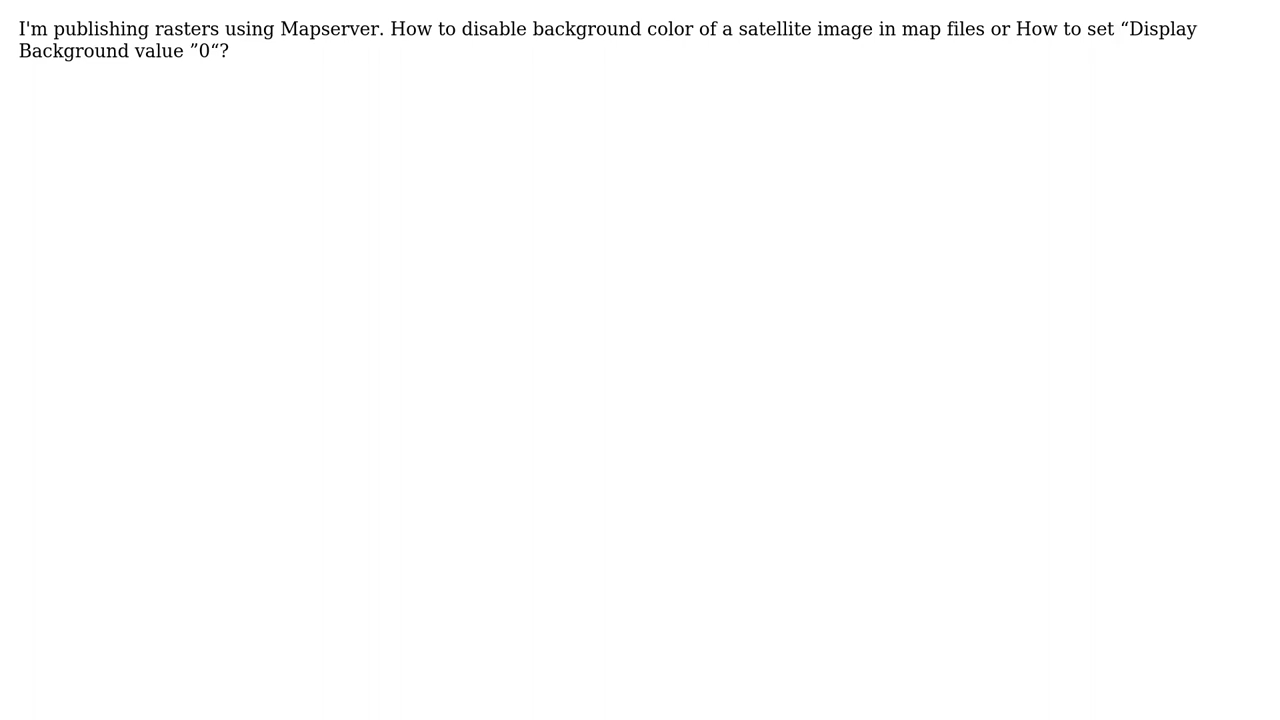 I'm publishing rasters using Mapserver. How to disable background color of a satellite image in map files or How to set “Display
Background value ”0“?